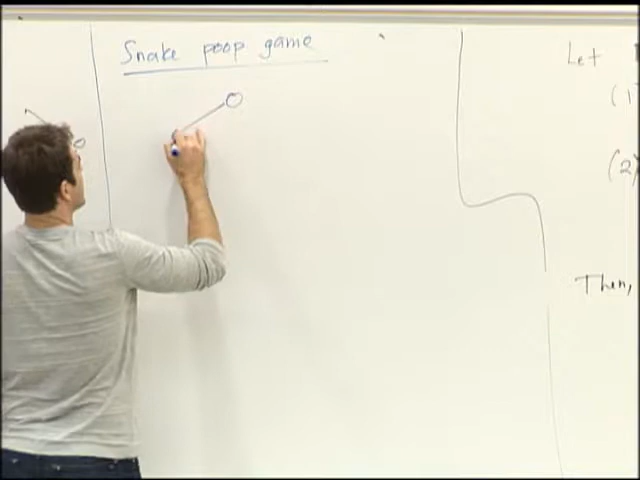 Snake poop game
Let
(1)
(2)
Then,